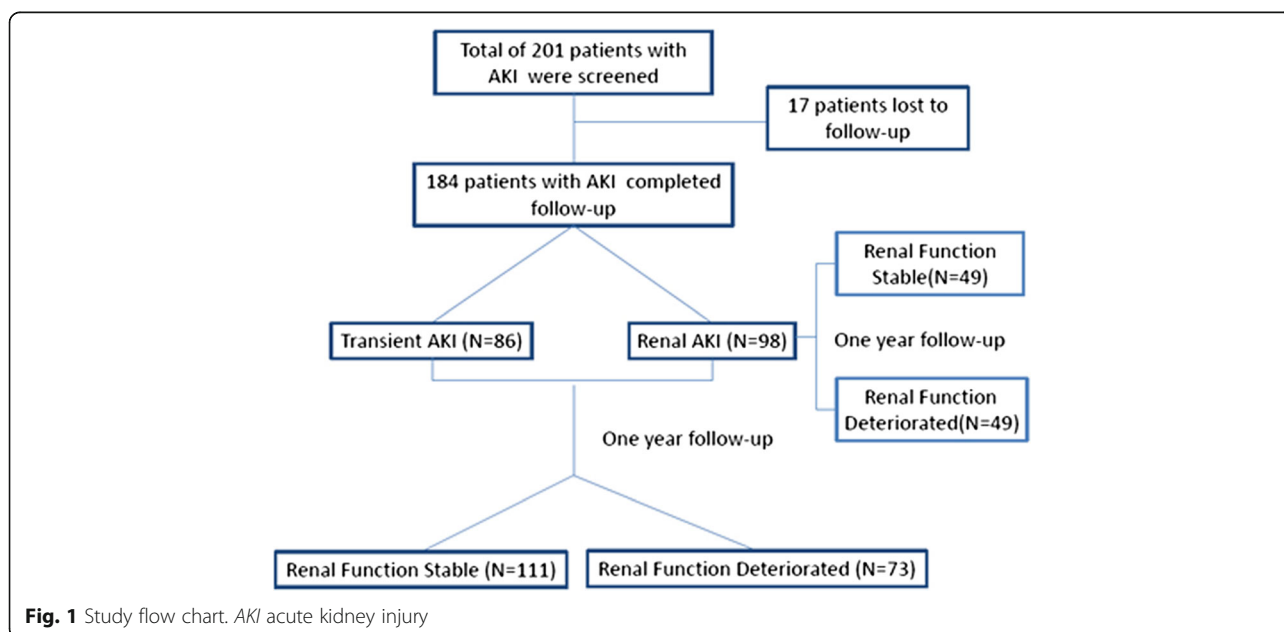 Total of 201 patients with
AKI were screened
17 patients lost to
follow-up
184 patients with AKI completed
follow-up
Renal Function
Stable(N=49)
Transient AKI (N=86)
Renal AKI (N=98)
One year follow-up
Renal Function
Deteriorated(N=49)
One year follow-up
Renal Function Stable (N=111)
Renal Function Deteriorated (N=73)
Fig. 1 Study flow chart. AKI acute kidney injury